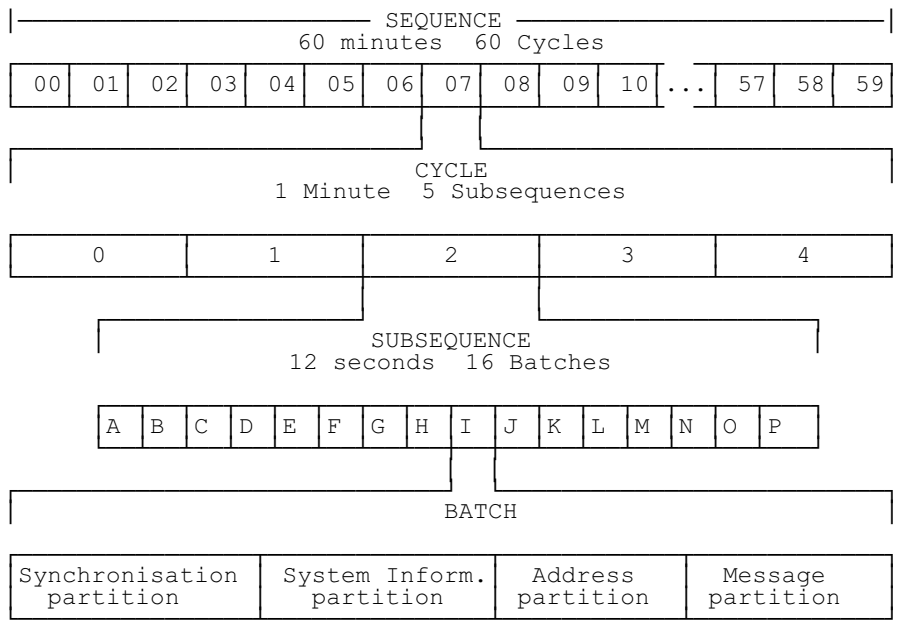 SEQUENCE
60 minutes 60 Cycles
00 01 02 03 04 05 06 07 08 09 10 ... 57 58 59
CYCLE
1 Minute 5 Subsequences
0 1 2 3 4
SUBSEQUENCE
12 seconds 16 Batches
A B C D E F G H I J K L M N O P
BATCH
Synchronisation System Inform. Address Message
partition partition partition partition